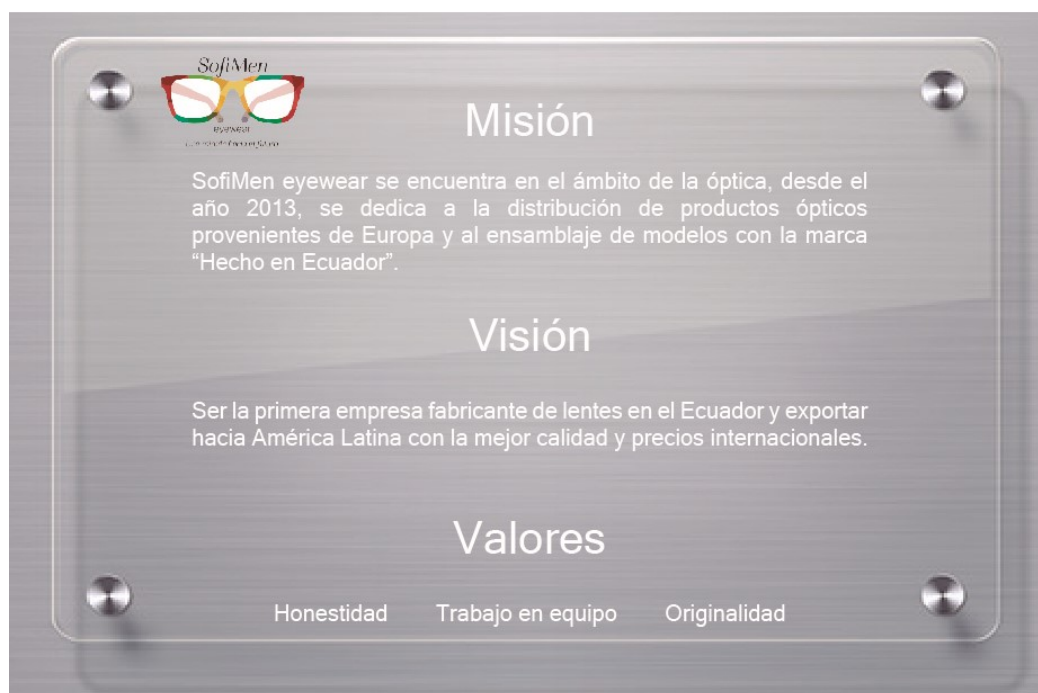 SofiMen
eyewear
Misión
SofiMen eyewear se encuentra en el ámbito de la óptica, desde el
año 2013, se dedica a la distribución de productos ópticos
provenientes de Europa y al ensamblaje de modelos con la marca
“Hecho en Ecuador”.
Visión
Ser la primera empresa fabricante de lentes en el Ecuador y exportar
hacia América Latina con la mejor calidad y precios internacionales.
Valores
Honestidad Trabajo en equipo Originalidad